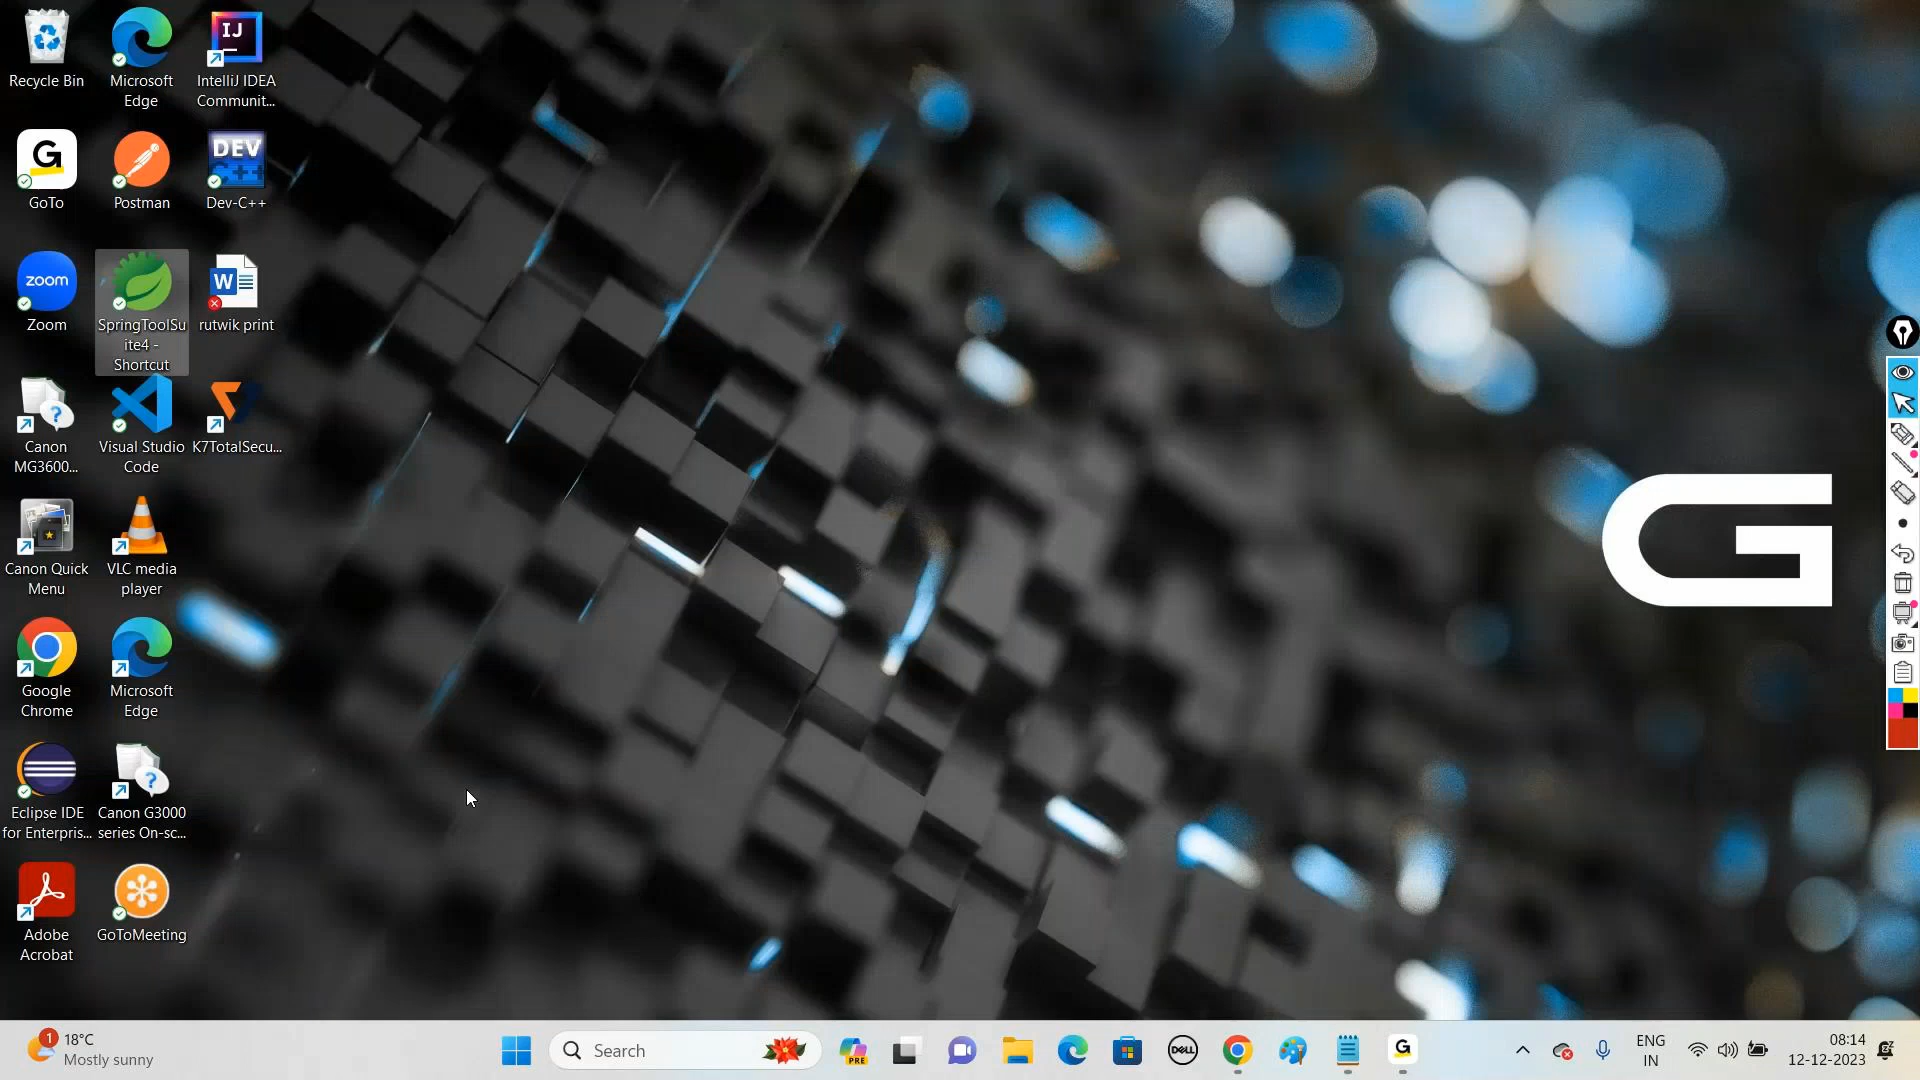 Recycle Bin
Microsoft
Edge
IJ
IntelliJ IDEA
Communit...
G
GoTo
Postman
DEV
C++
Dev-C++
zoom
Zoom
SpringToolSu
ite4 -
Shortcut
W
rutwik print
Canon
MG3600...
Visual Studio
Code
K7TotalSecu...
Canon Quick
Menu
VLC media
player
Google
Chrome
Microsoft
Edge
Eclipse IDE
for Enterpris...
Canon G3000
series On-sc...
Adobe
Acrobat
GoToMeeting
G
1
18°C
Mostly sunny
Search
PRE
DELL
G
ENG
IN
08:14
12-12-2023